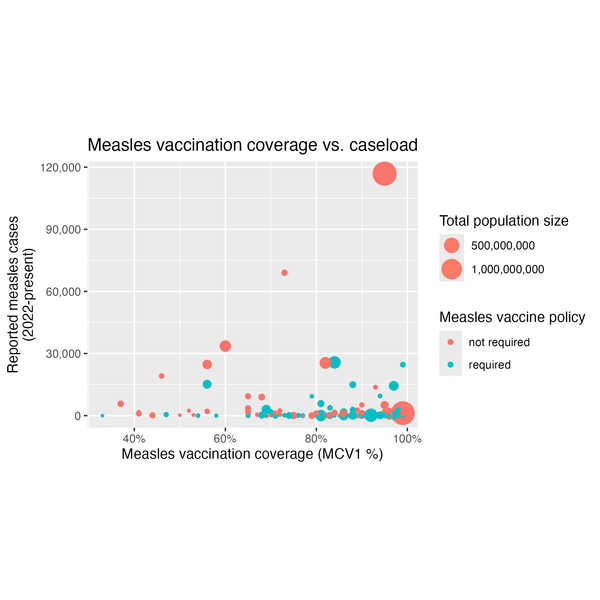 Measles vaccination coverage vs. caseload
120,000
90,000
60,000
30,000
0
Reported measles cases
(2022-present)
40%
60%
80%
100%
Measles vaccination coverage (MCV1 %)
Total population size
500,000,000
1,000,000,000
Measles vaccine policy
not required
required